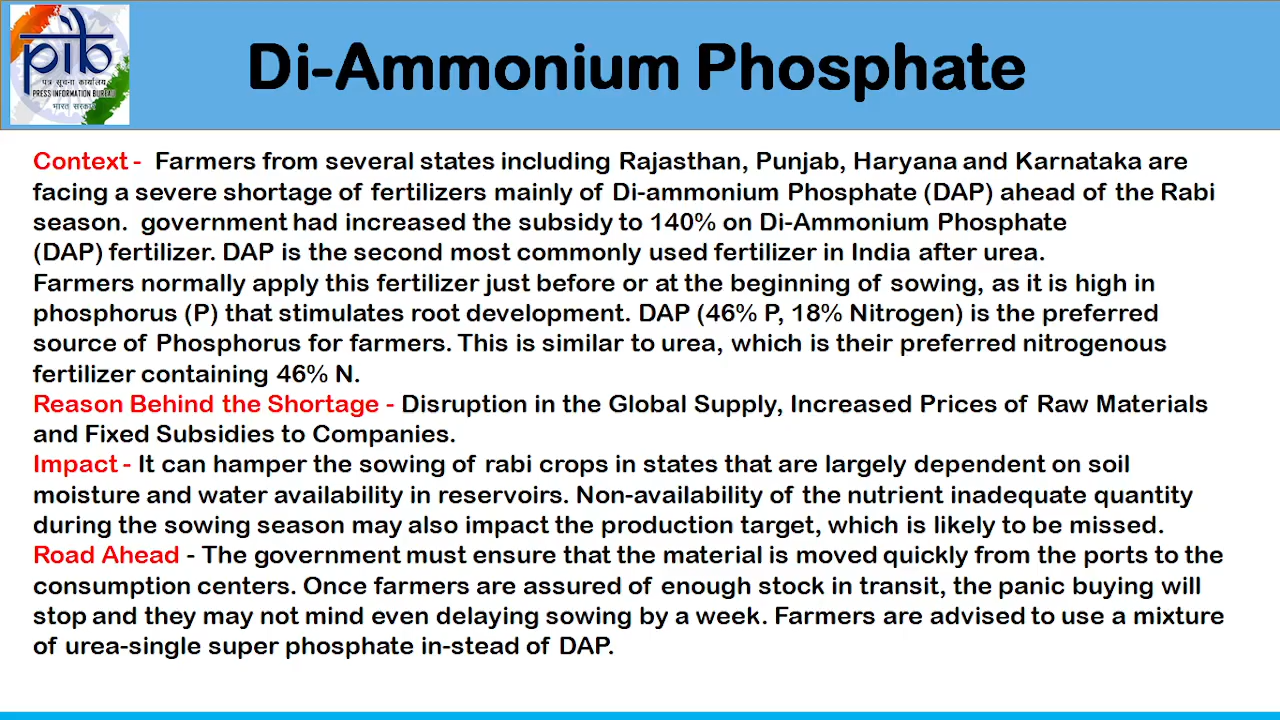 pib
पत्र सूचना कार्यालय
PRESS INFORMATION BUREAU
भारत सरकार
Di-Ammonium Phosphate
Context -  Farmers from several states including Rajasthan, Punjab, Haryana and Karnataka are
facing a severe shortage of fertilizers mainly of Di-ammonium Phosphate (DAP) ahead of the Rabi
season.  government had increased the subsidy to 140% on Di-Ammonium Phosphate
(DAP) fertilizer. DAP is the second most commonly used fertilizer in India after urea.
Farmers normally apply this fertilizer just before or at the beginning of sowing, as it is high in
phosphorus (P) that stimulates root development. DAP (46% P, 18% Nitrogen) is the preferred
source of Phosphorus for farmers. This is similar to urea, which is their preferred nitrogenous
fertilizer containing 46% N.
Reason Behind the Shortage - Disruption in the Global Supply, Increased Prices of Raw Materials
and Fixed Subsidies to Companies.
Impact - It can hamper the sowing of rabi crops in states that are largely dependent on soil
moisture and water availability in reservoirs. Non-availability of the nutrient inadequate quantity
during the sowing season may also impact the production target, which is likely to be missed.
Road Ahead - The government must ensure that the material is moved quickly from the ports to the
consumption centers. Once farmers are assured of enough stock in transit, the panic buying will
stop and they may not mind even delaying sowing by a week. Farmers are advised to use a mixture
of urea-single super phosphate in-stead of DAP.